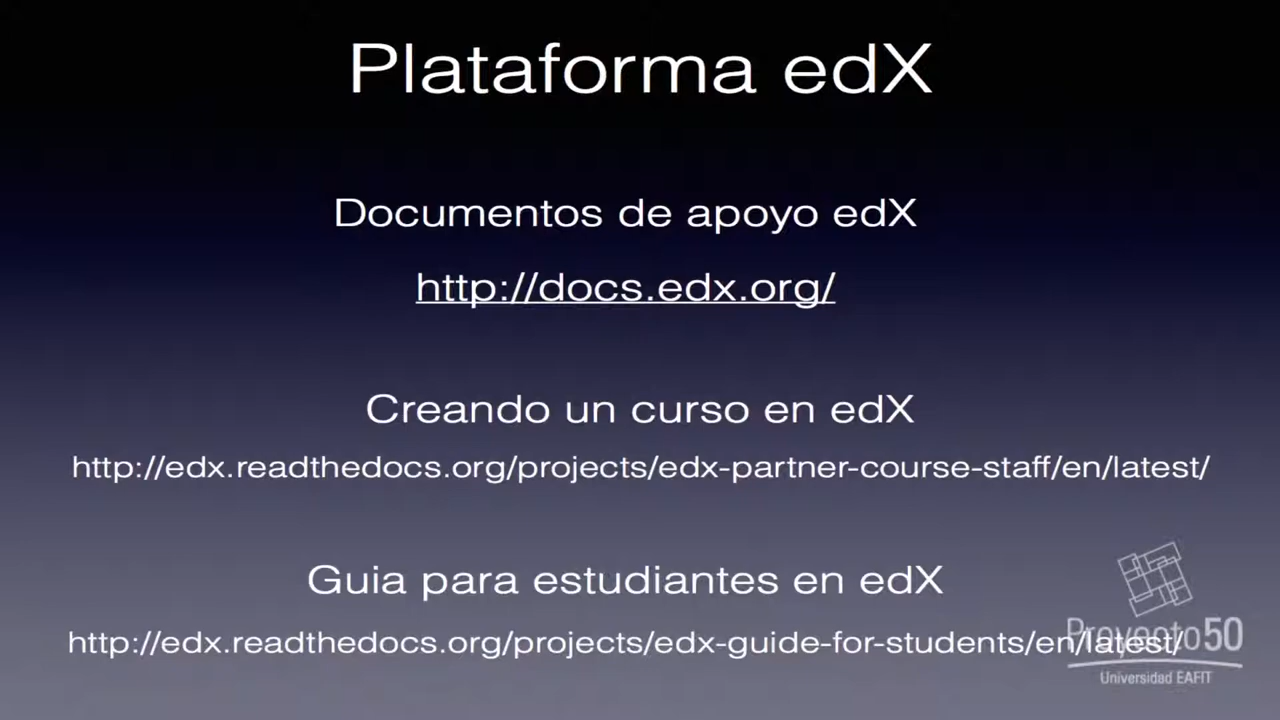 Plataforma edX
Documentos de apoyo edX
http://docs.edx.org/
Creando un curso en edX
http://edx.readthedocs.org/projects/edx-partner-course-staff/en/latest/
Guia para estudiantes en edX
http://edx.readthedocs.org/projects/edx-guide-for-students/en/latest/
Proyecto50
Universidad EAFIT